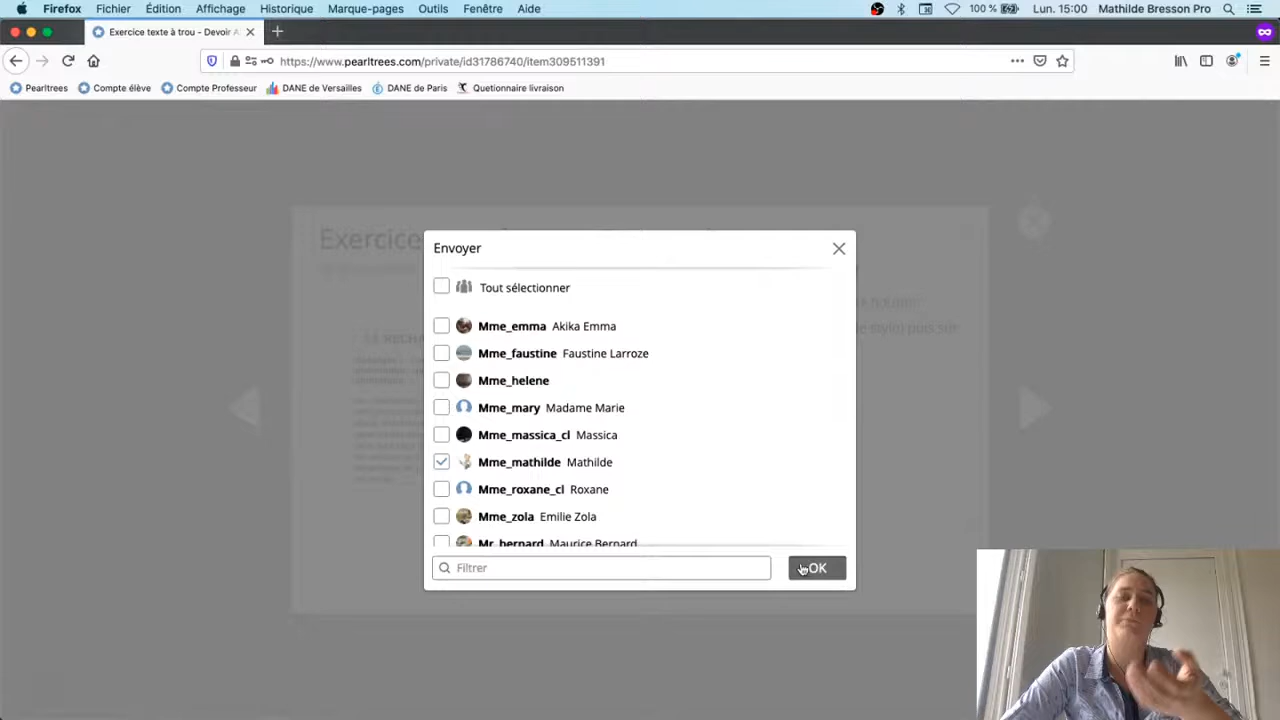 Firefox Fichier Édition Affichage Historique Marque-pages Outils Fenêtre Aide 100 % Lun. 15:00 Mathilde Bresson Pro
Exercice texte à trou - Devoir A
https://www.pearltrees.com/private/id31786740/item309511391
Pearltrees Compte élève Compte Professeur DANE de Versailles DANE de Paris Quetionnaire livraison
Exercice
Envoyer
Tout sélectionner
Mme_emma Akika Emma
Mme_faustine Faustine Larroze
Mme_helene
Mme_mary Madame Marie
Mme_massica_cl Massica
Mme_mathilde Mathilde
Mme_roxane_cl Roxane
Mme_zola Emilie Zola
Mr_bernard Maurice Bernard
Filtrer OK